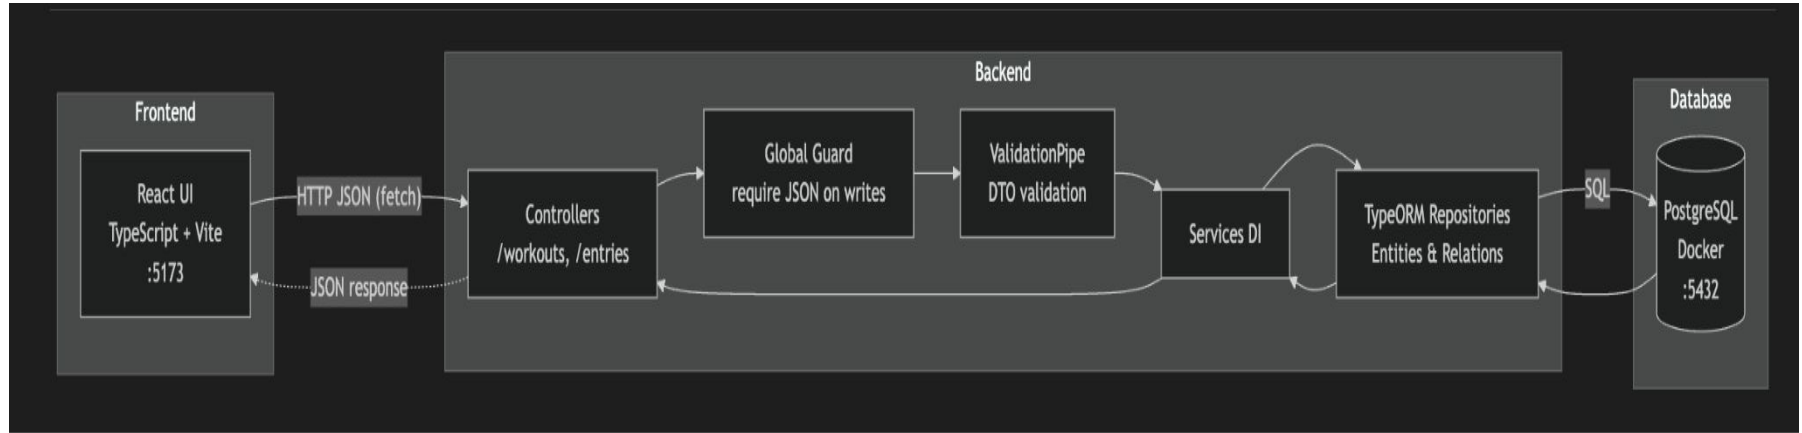 Frontend
React UI
TypeScript + Vite
:5173
HTTP JSON (fetch)
JSON response
Backend
Controllers
/workouts, /entries
Global Guard
require JSON on writes
ValidationPipe
DTO validation
Services DI
TypeORM Repositories
Entities & Relations
SQL
Database
PostgreSQL
Docker
:5432